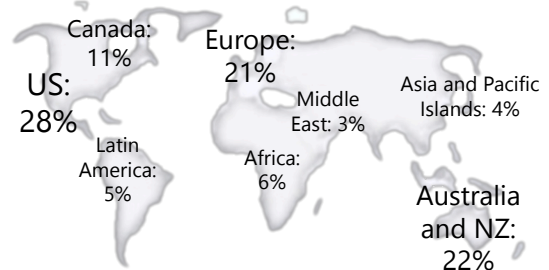 Canada:
11%
Europe:
21%
US:
28%
Middle
East: 3%
Asia and Pacific
Islands: 4%
Latin
America:
5%
Africa:
6%
Australia
and NZ:
22%